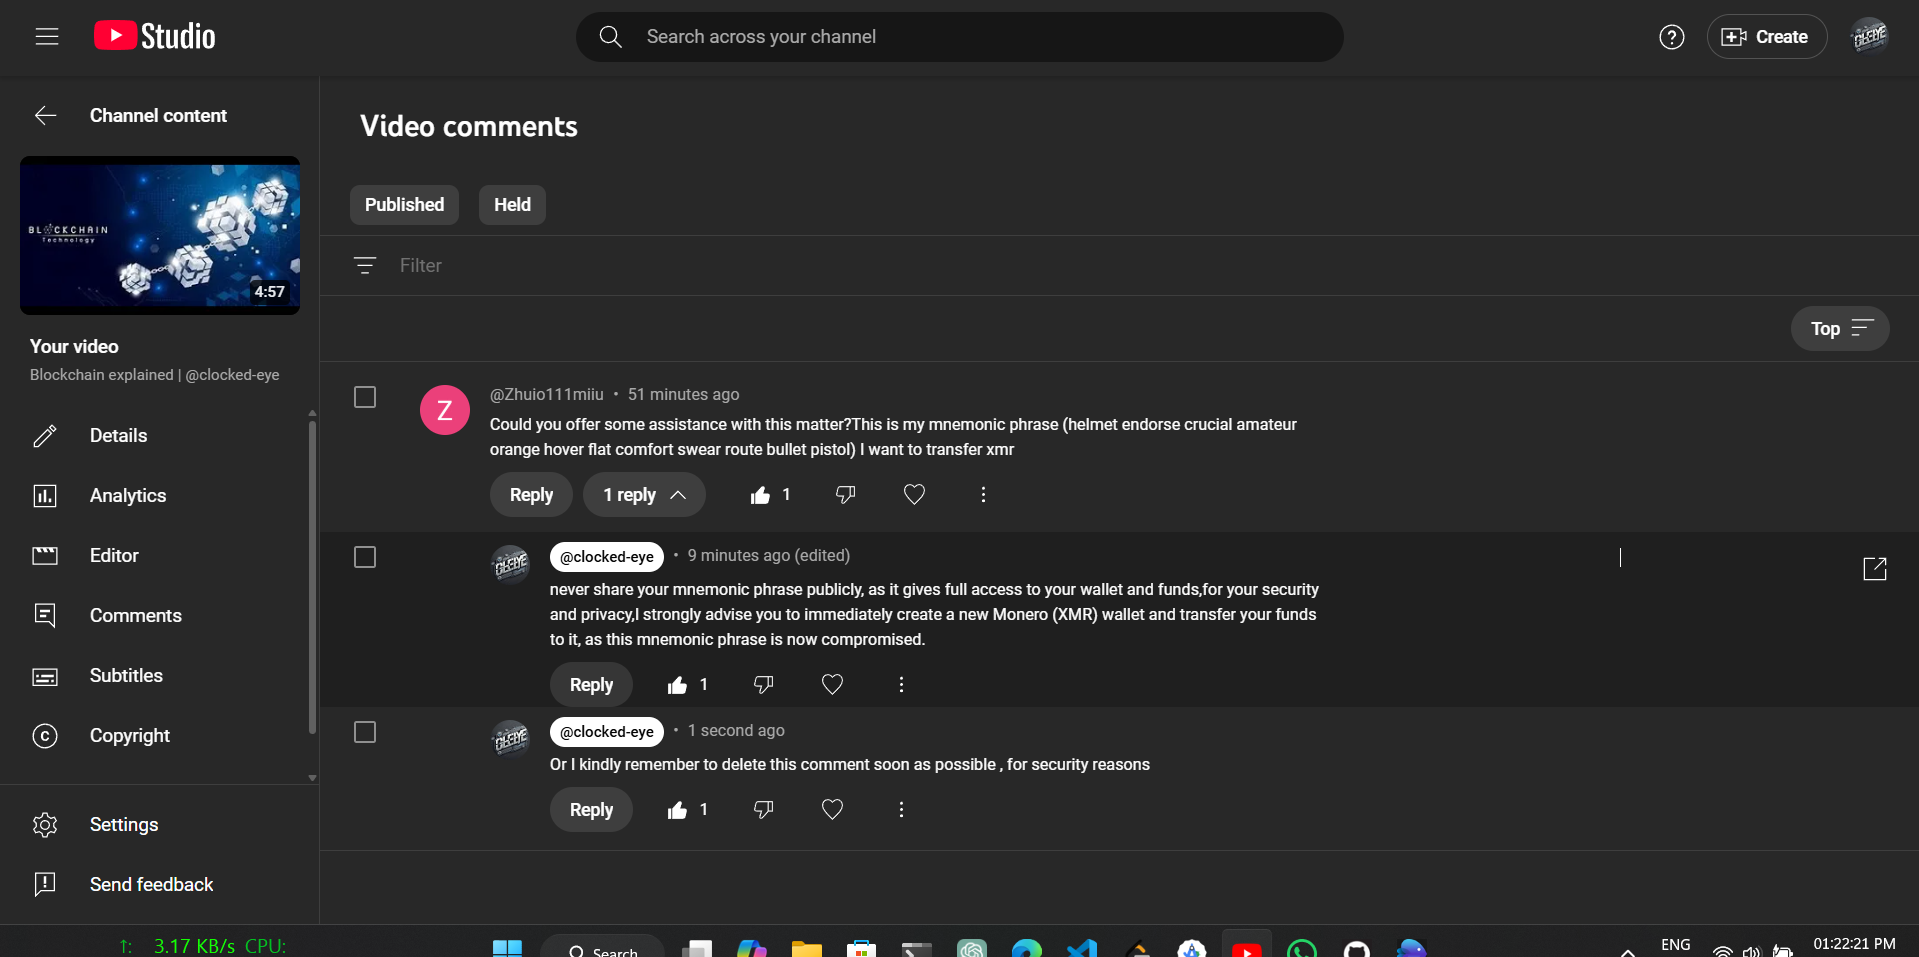 Studio
Search across your channel
Create
Channel content
BLOCKCHAIN
Technology
4:57
Your video
Blockchain explained | @clocked-eye
Details
Analytics
Editor
Comments
Subtitles
Copyright
Settings
Send feedback
Video comments
Published
Held
Filter
Top
Z
@Zhuio111miiu • 51 minutes ago
Could you offer some assistance with this matter?This is my mnemonic phrase (helmet endorse crucial amateur
orange hover flat comfort swear route bullet pistol) I want to transfer xmr
Reply
1 reply
1
@clocked-eye • 9 minutes ago (edited)
never share your mnemonic phrase publicly, as it gives full access to your wallet and funds,for your security
and privacy,I strongly advise you to immediately create a new Monero (XMR) wallet and transfer your funds
to it, as this mnemonic phrase is now compromised.
Reply
1
@clocked-eye • 1 second ago
Or I kindly remember to delete this comment soon as possible , for security reasons
Reply
1
↑: 3.17 KB/s CPU:
Search
ENG
01:22:21 PM